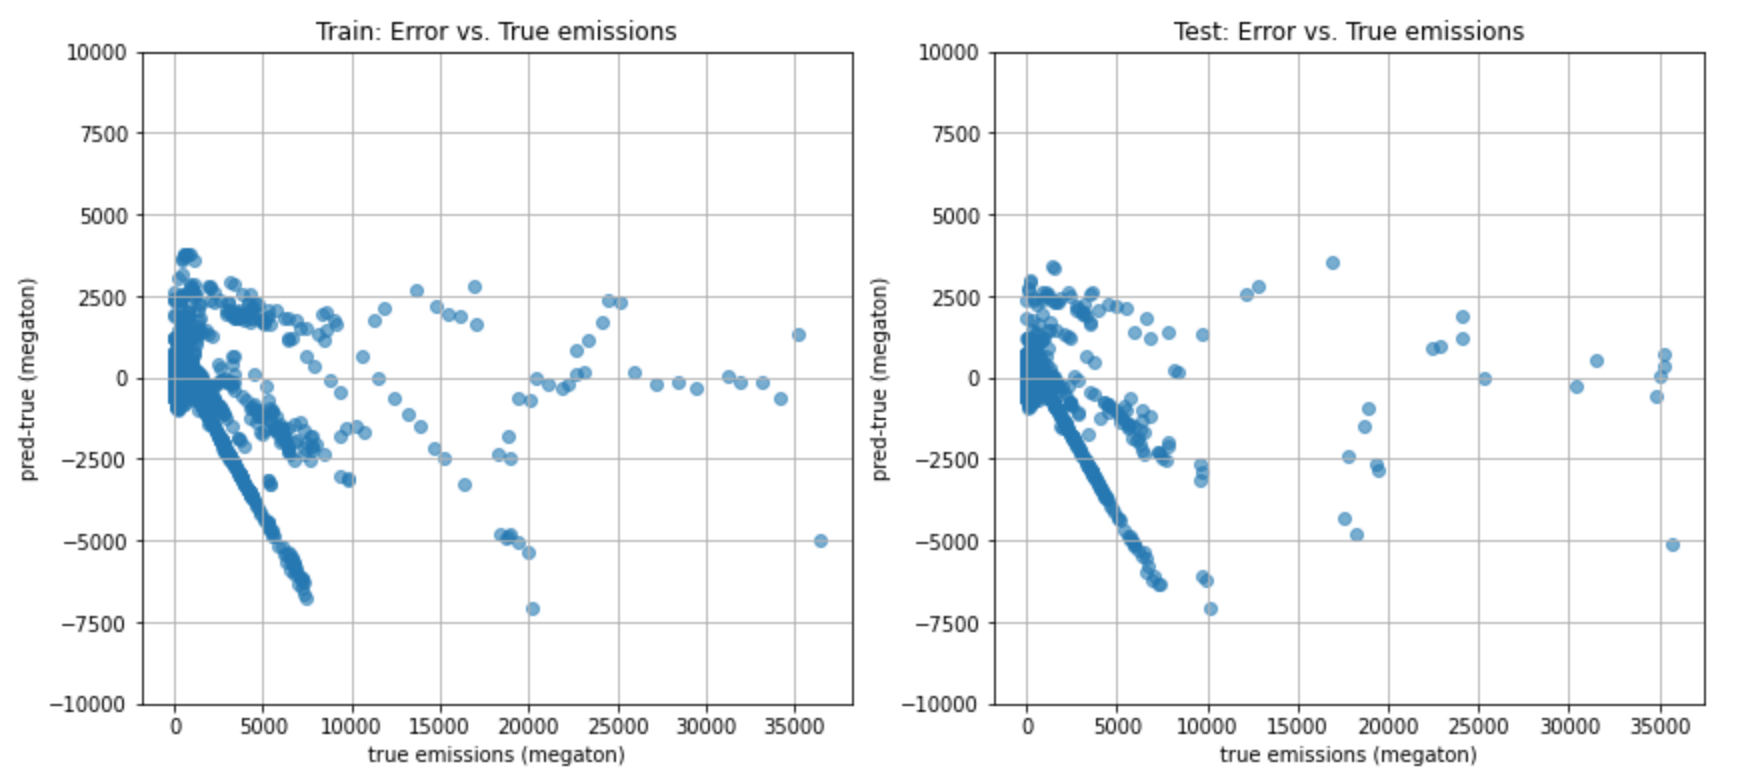 Train: Error vs. True emissions
10000
7500
5000
2500
0
−2500
−5000
−7500
−10000
pred-true (megaton)
0 5000 10000 15000 20000 25000 30000 35000
true emissions (megaton)
Test: Error vs. True emissions
10000
7500
5000
2500
0
−2500
−5000
−7500
−10000
pred-true (megaton)
0 5000 10000 15000 20000 25000 30000 35000
true emissions (megaton)